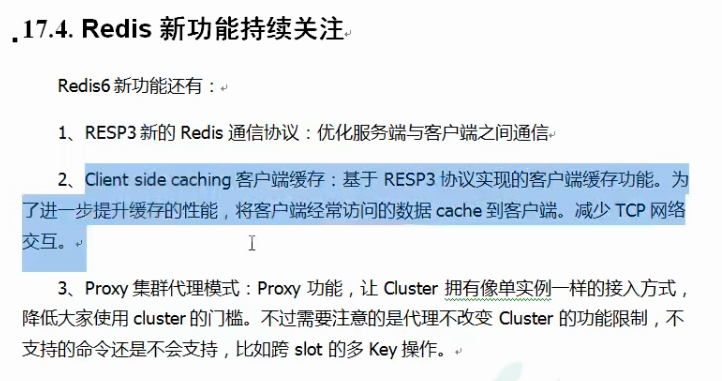 17.4. Redis 新功能持续关注
Redis6 新功能还有：
1、RESP3 新的 Redis 通信协议：优化服务端与客户端之间通信
2、Client side caching 客户端缓存：基于 RESP3 协议实现的客户端缓存功能。为
了进一步提升缓存的性能，将客户端经常访问的数据 cache 到客户端。减少 TCP 网络
交互。
3、Proxy 集群代理模式：Proxy 功能，让 Cluster 拥有像单实例一样的接入方式，
降低大家使用 cluster 的门槛。不过需要注意的是代理不改变 Cluster 的功能限制，不
支持的命令还是不会支持，比如跨 slot 的多 Key 操作。